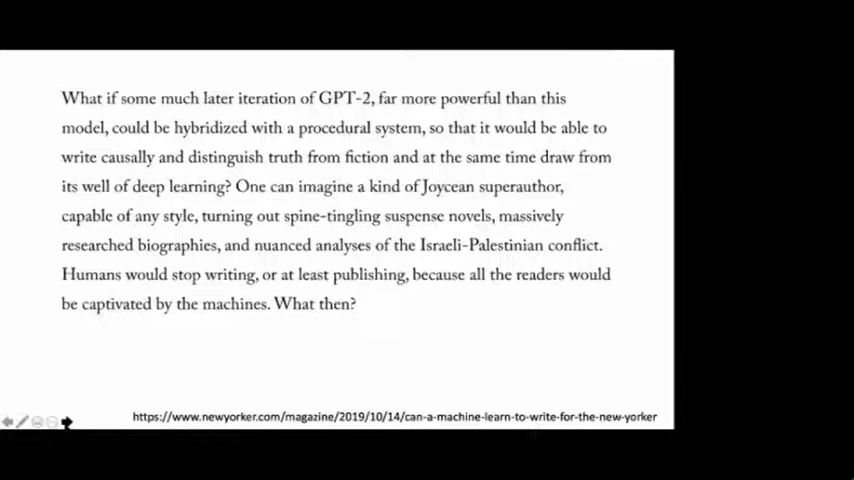 What if some much later iteration of GPT-2, far more powerful than this
model, could be hybridized with a procedural system, so that it would be able to
write causally and distinguish truth from fiction and at the same time draw from
its well of deep learning? One can imagine a kind of Joycean superauthor,
capable of any style, turning out spine-tingling suspense novels, massively
researched biographies, and nuanced analyses of the Israeli-Palestinian conflict.
Humans would stop writing, or at least publishing, because all the readers would
be captivated by the machines. What then?
https://www.newyorker.com/magazine/2019/10/14/can-a-machine-learn-to-write-for-the-new-yorker